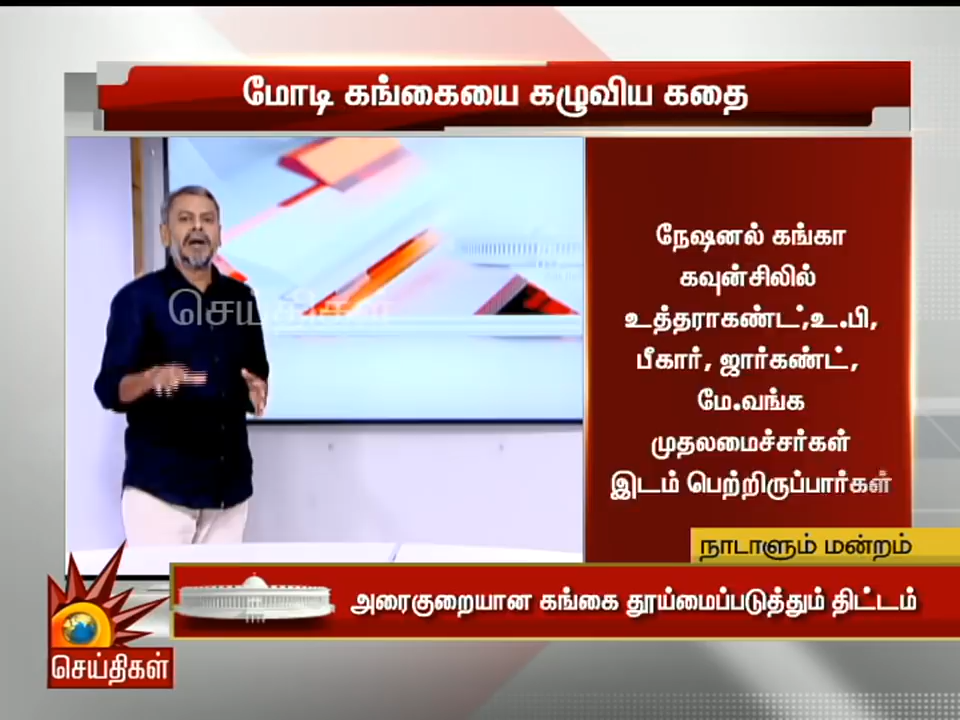 மோடி கங்கையை கழுவிய கதை
செய்திகள்
நேஷனல் கங்கா
கவுன்சிலில்
உத்தராகண்ட்,உ.பி,
பீகார், ஜார்கண்ட்,
மே.வங்க
முதலமைச்சர்கள்
இடம் பெற்றிருப்பார்கள்
நாடாளும் மன்றம்
அரைகுறையான கங்கை தூய்மைப்படுத்தும் திட்டம்
செய்திகள்